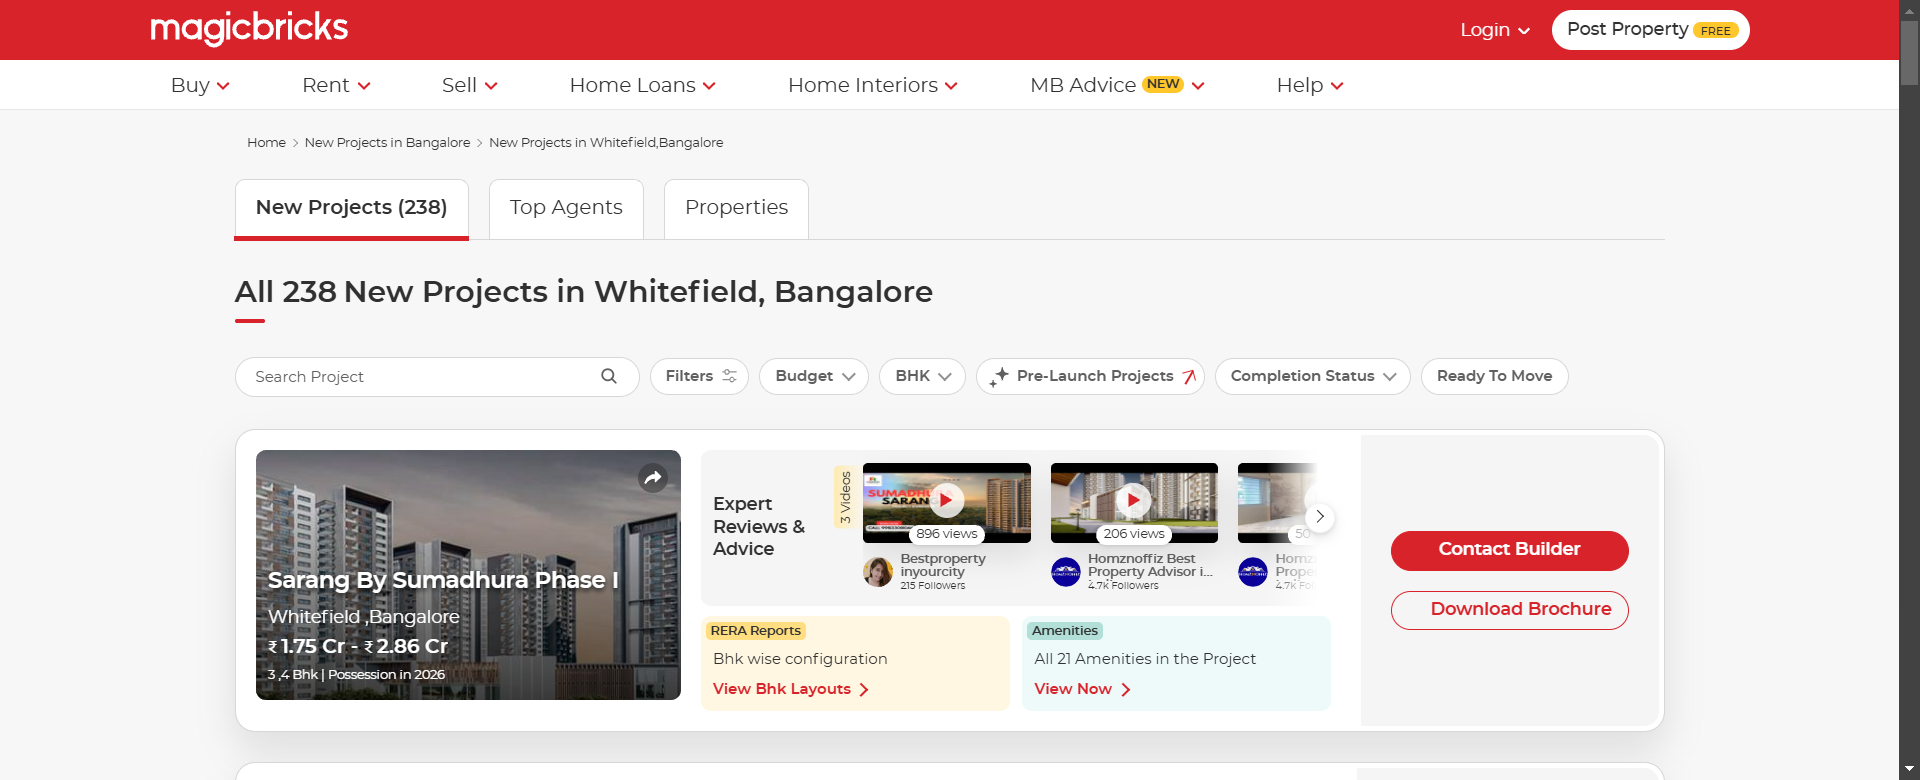 magicbricks
Login
Post Property FREE
Buy
Rent
Sell
Home Loans
Home Interiors
MB Advice NEW
Help
Home > New Projects in Bangalore > New Projects in Whitefield,Bangalore
New Projects (238)
Top Agents
Properties
All 238 New Projects in Whitefield, Bangalore
Search Project
Filters
Budget
BHK
Pre-Launch Projects
Completion Status
Ready To Move
Sarang By Sumadhura Phase I
Whitefield ,Bangalore
₹ 1.75 Cr - ₹ 2.86 Cr
3 ,4 Bhk | Possession in 2026
Expert
Reviews &
Advice
3 Videos
896 views
Bestproperty
inyourcity
215 Followers
206 views
Homznoffiz Best
Property Advisor i...
4.7k Followers
50
Homz
Prope
4.7k Fo
RERA Reports
Bhk wise configuration
View Bhk Layouts
Amenities
All 21 Amenities in the Project
View Now
Contact Builder
Download Brochure